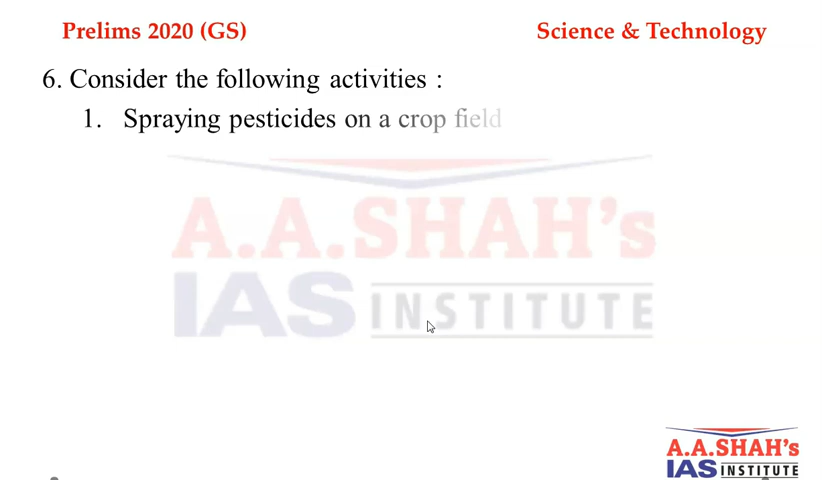 Prelims 2020 (GS)
Science & Technology
6. Consider the following activities :
1. Spraying pesticides on a crop field
A.A.SHAH's
IAS INSTITUTE
A.A.SHAH's
IAS INSTITUTE